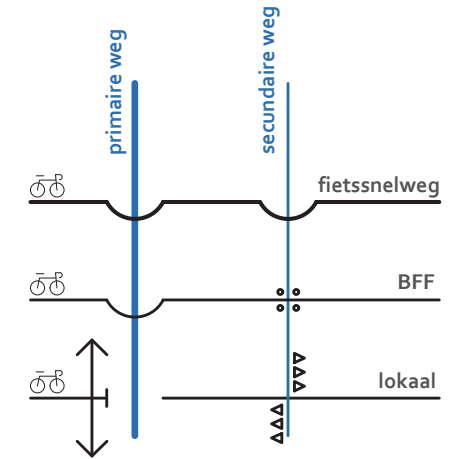 primaire weg
secundaire weg
fietssnelweg
BFF
lokaal